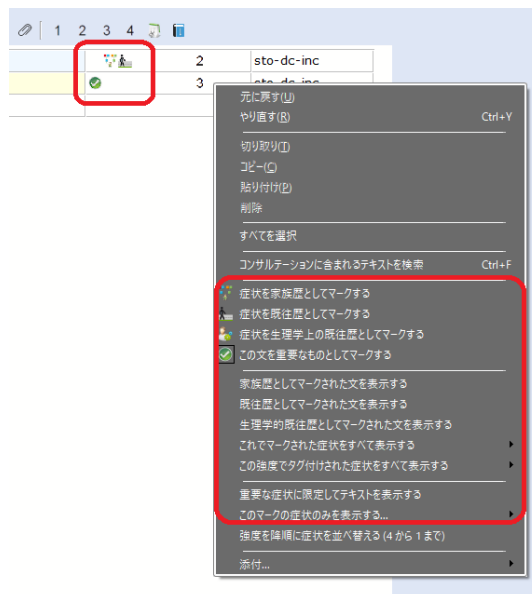 1 2 3 4
2 sto-dc-inc
3 sto-dc-inc
元に戻す(U)
やり直す(R) Ctrl+Y
切り取り(T)
コピー(C)
貼り付け(P)
削除
すべてを選択
コンサルテーションに含まれるテキストを検索 Ctrl+F
症状を家族歴としてマークする
症状を既往歴としてマークする
症状を生理学上の既往歴としてマークする
この文を重要なものとしてマークする
家族歴としてマークされた文を表示する
既往歴としてマークされた文を表示する
生理学的既往歴としてマークされた文を表示する
これでマークされた症状をすべて表示する
この強度でタグ付けされた症状をすべて表示する
重要な症状に限定してテキストを表示する
このマークの症状のみを表示する...
強度を降順に症状を並べ替える (4 から 1 まで)
添付...